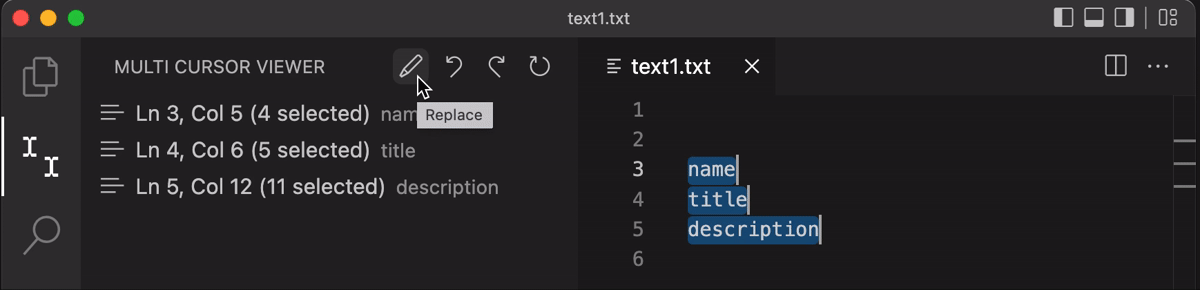 text1.txt
MULTI CURSOR VIEWER
text1.txt
Ln 3, Col 5 (4 selected) nam
Replace
Ln 4, Col 6 (5 selected) title
Ln 5, Col 12 (11 selected) description
1
2
3 name
4 title
5 description
6